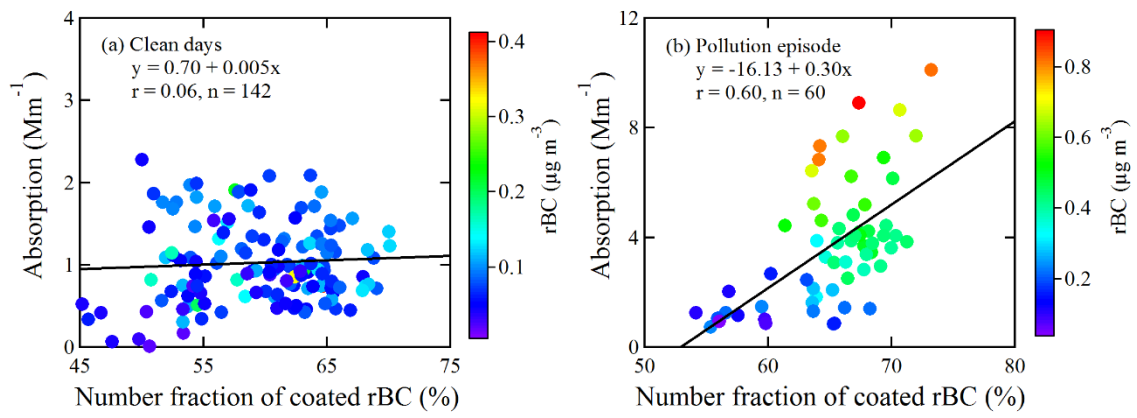 (a) Clean days
y = 0.70 + 0.005x
r = 0.06, n = 142
Absorption (Mm⁻¹)
4
3
2
1
0
45
55
65
75
Number fraction of coated rBC (%)
0.4
0.3
0.2
0.1
rBC (μg m⁻³)
(b) Pollution episode
y = -16.13 + 0.30x
r = 0.60, n = 60
Absorption (Mm⁻¹)
12
8
4
0
50
60
70
80
Number fraction of coated rBC (%)
0.8
0.6
0.4
0.2
rBC (μg m⁻³)